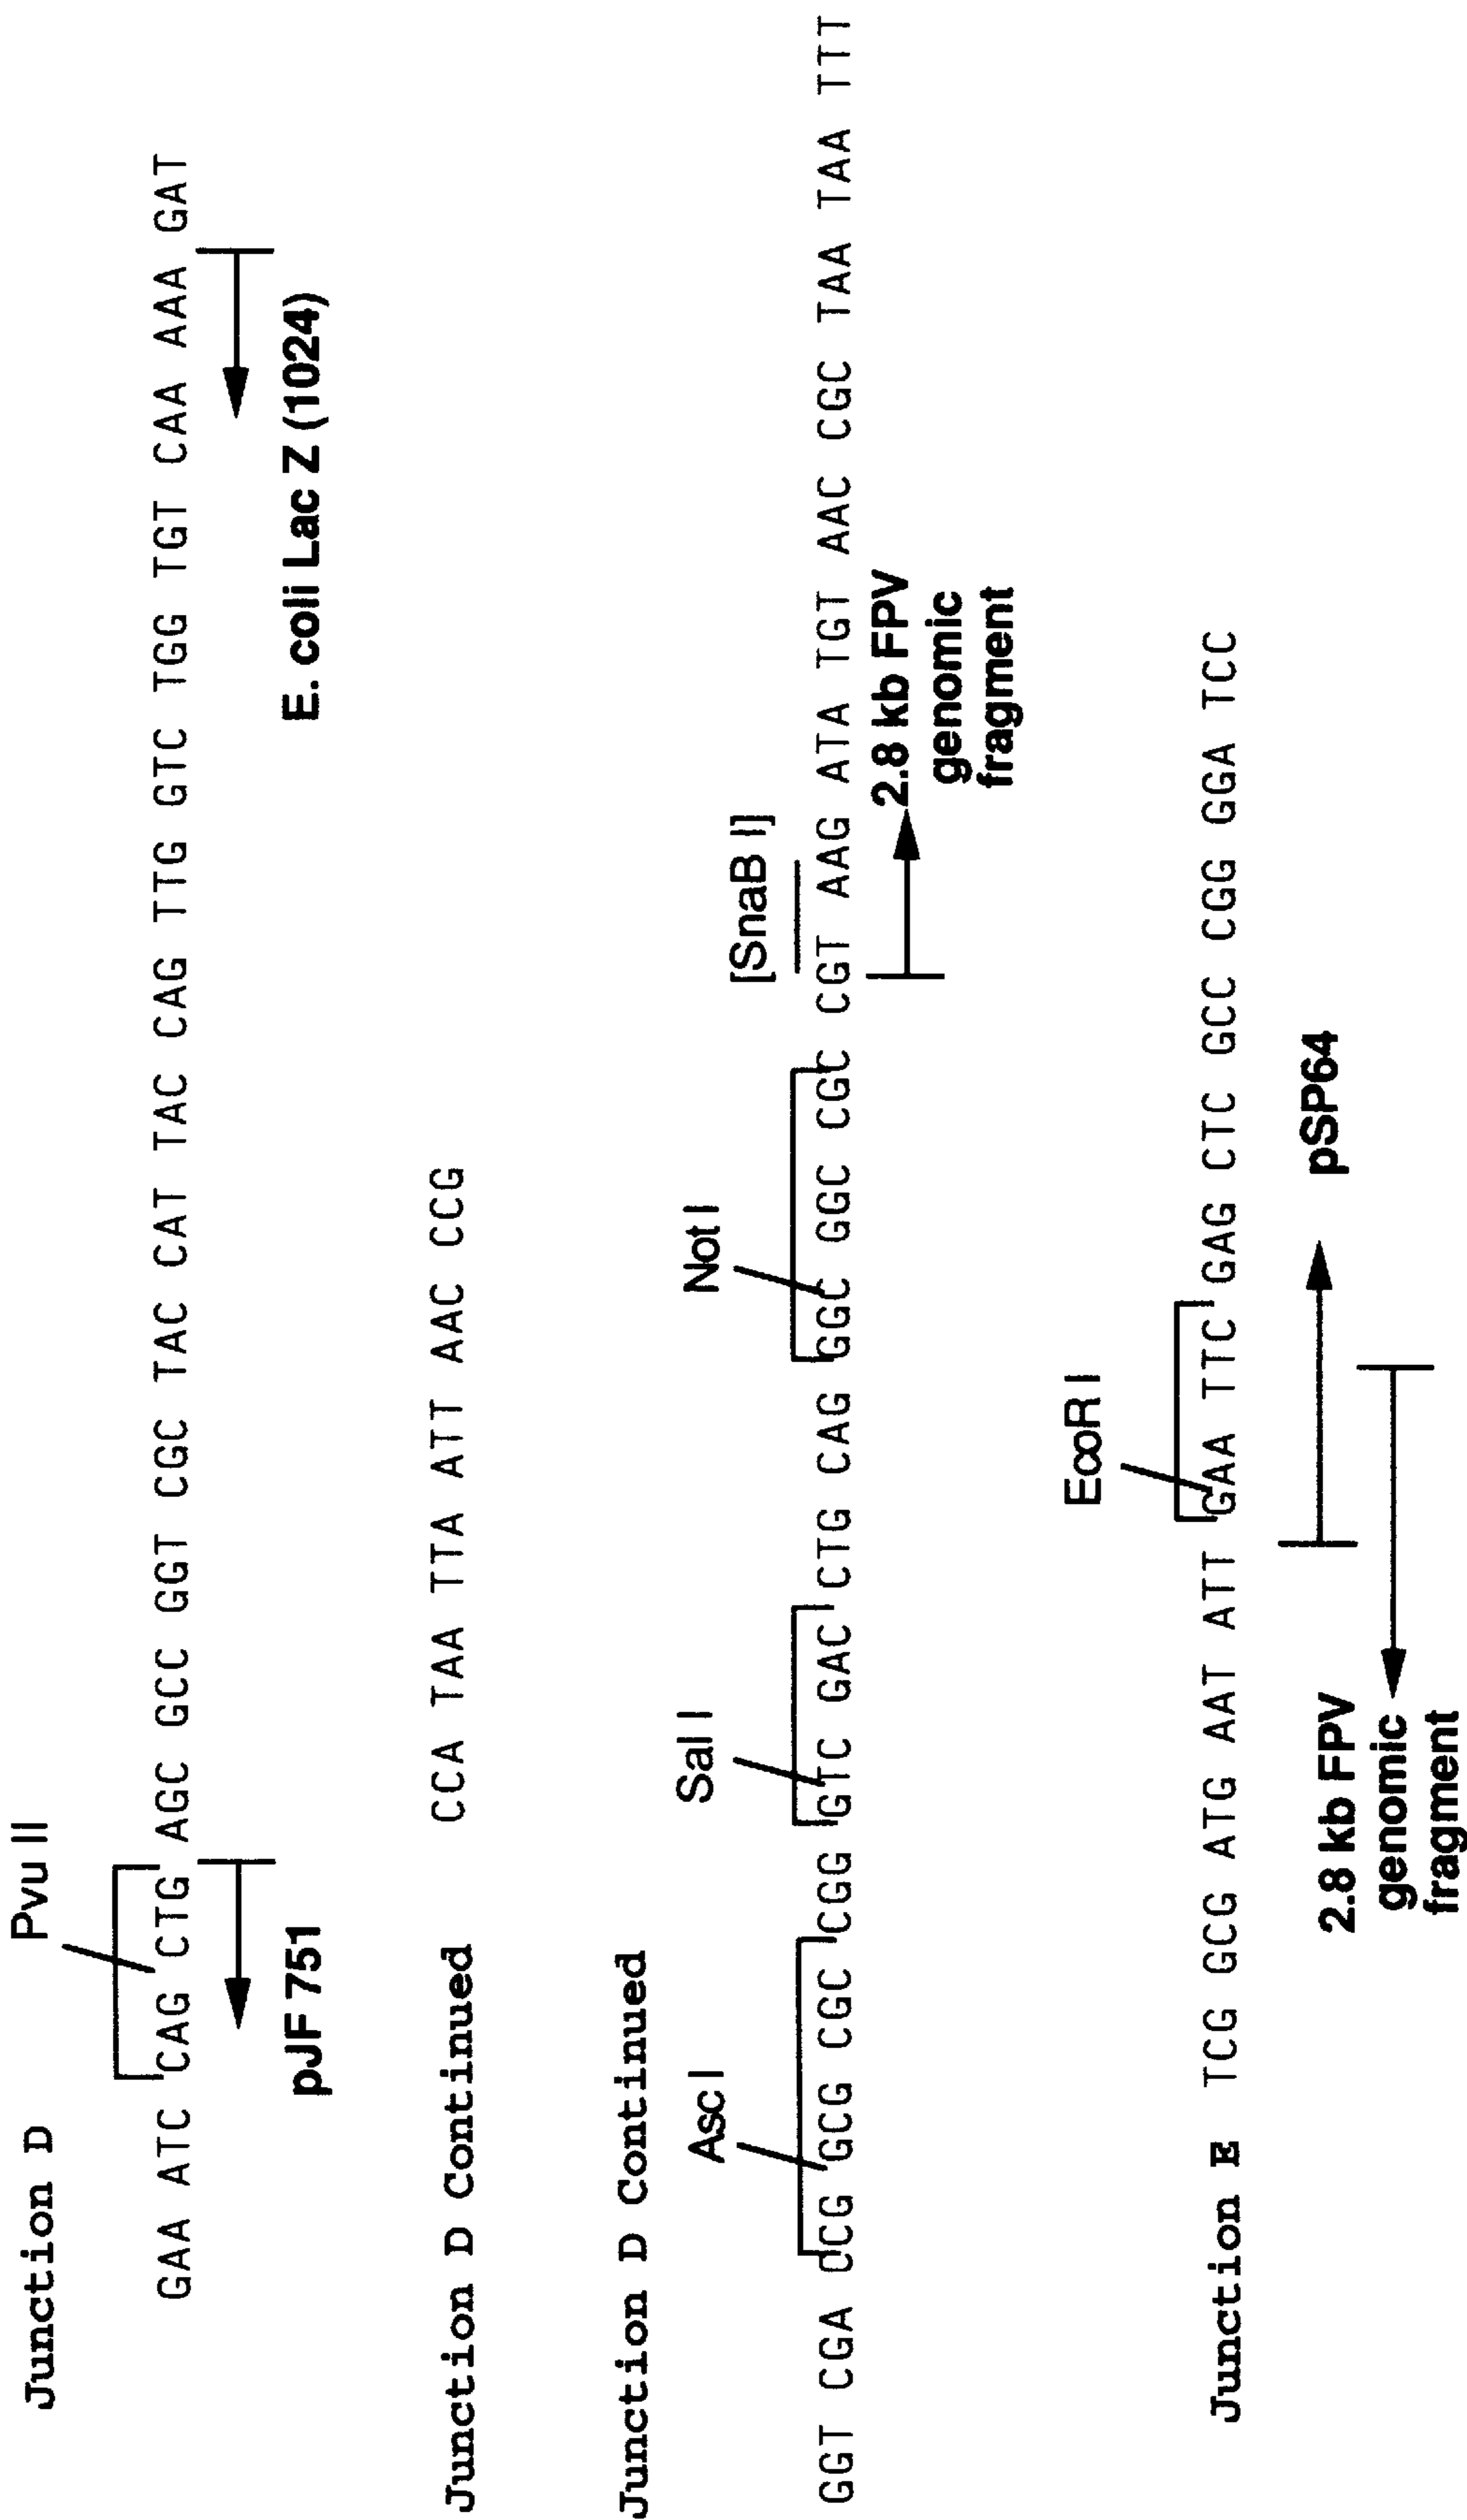 Junction D
Pvu II
GAA ATC CAG CTG AGC GCC GGT CGC TAC CAT TAC CAG TTG GTC TGG TGT CAA AAA GAT
pJF 751
E. coli Lac Z (1024)
Junction D Continued
CCA TAA TTA ATT AAC CCG
Junction D Continued
Asc I
Sal I
Not I
[SnaB I]
GGT CGA CCG GCG CGC CGG GTC GAC CTG CAG GGC GGC CGC CGT AAG ATA TGT AAC CGC TAA TAA TTT
2.8 kb FPV
genomic
fragment
EcoR I
Junction E
TCG GCG ATG AAT ATT GAA TTC GAG CTC GCC CGG GGA TCC
2.8 kb FPV
genomic
fragment
pSP64